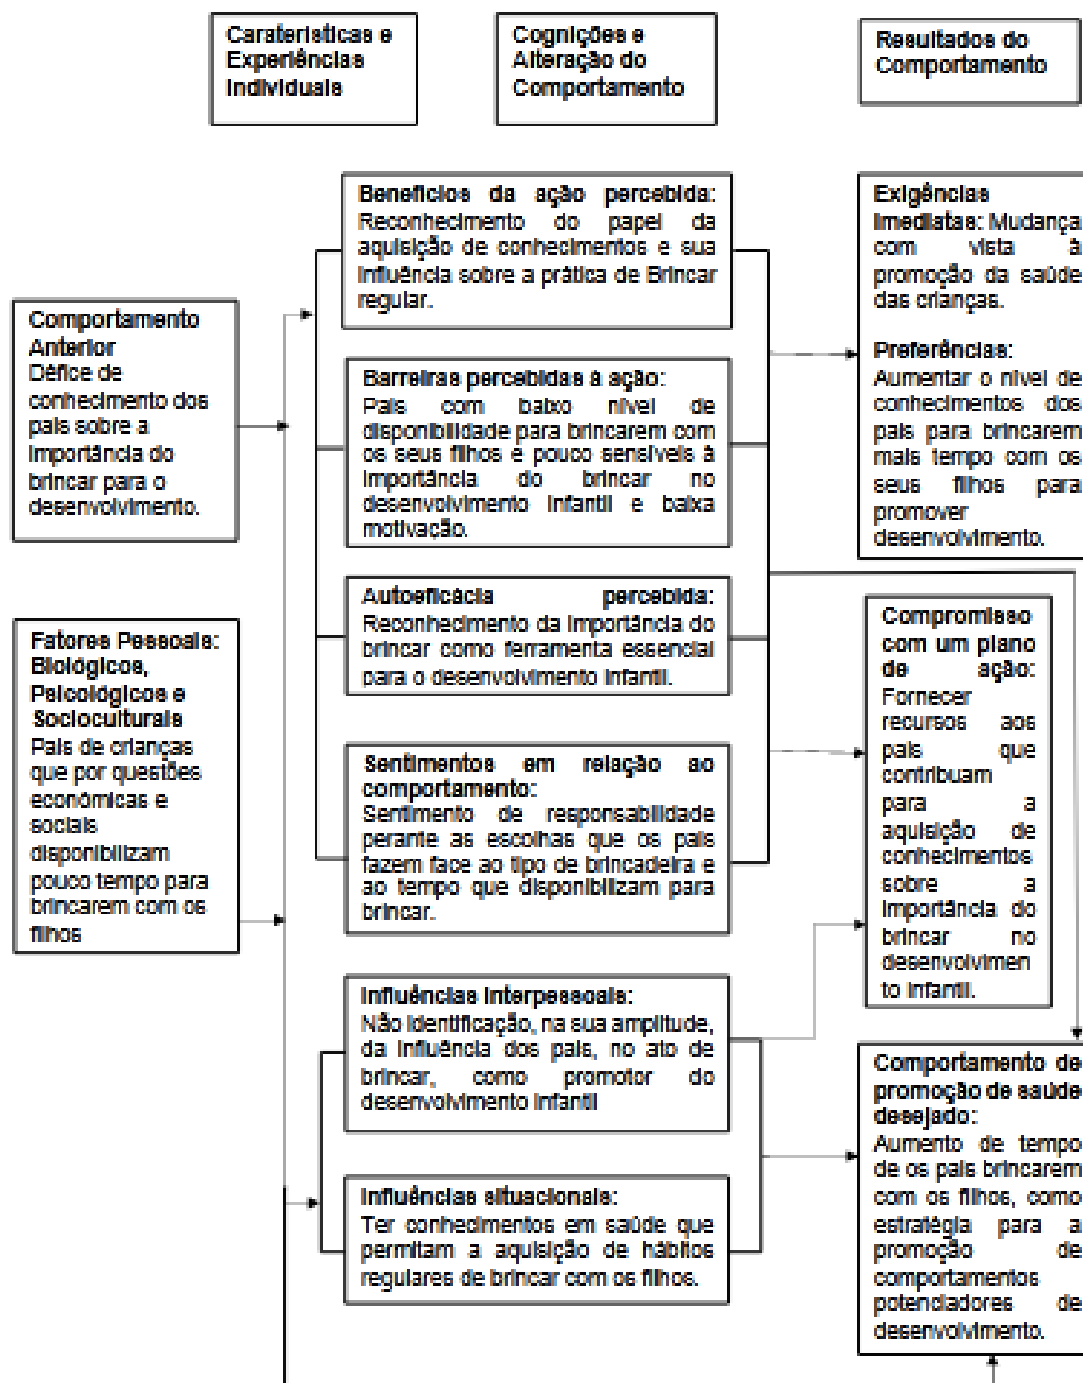 Caraterísticas e
Experiências
Individuais
Cognições e
Alteração do
Comportamento
Resultados do
Comportamento
Comportamento
Anterior
Défice de
conhecimento dos
pais sobre a
importância do
brincar para o
desenvolvimento.
Fatores Pessoais:
Biológicos,
Psicológicos e
Socioculturais
Pais de crianças
que por questões
económicas e
sociais
disponibilizam
pouco tempo para
brincarem com os
filhos
Benefícios da ação percebida:
Reconhecimento do papel da
aquisição de conhecimentos e sua
influência sobre a prática de Brincar
regular.
Barreiras percebidas à ação:
Pais com baixo nível de
disponibilidade para brincarem com
os seus filhos e pouco sensíveis à
importância do brincar no
desenvolvimento infantil e baixa
motivação.
Autoeficácia percebida:
Reconhecimento da importância do
brincar como ferramenta essencial
para o desenvolvimento infantil.
Sentimentos em relação ao
comportamento:
Sentimento de responsabilidade
perante as escolhas que os pais
fazem face ao tipo de brincadeira e
ao tempo que disponibilizam para
brincar.
Influências interpessoais:
Não identificação, na sua amplitude,
da influência dos pais, no ato de
brincar, como promotor do
desenvolvimento infantil
Influências situacionais:
Ter conhecimentos em saúde que
permitam a aquisição de hábitos
regulares de brincar com os filhos.
Exigências
imediatas: Mudança
com vista à
promoção da saúde
das crianças.
Preferências:
Aumentar o nível de
conhecimentos dos
pais para brincarem
mais tempo com os
seus filhos para
promover
desenvolvimento.
Compromisso
com um plano
de ação:
Fornecer
recursos aos
pais que
contribuam
para a
aquisição de
conhecimentos
sobre a
importância do
brincar no
desenvolvimen
to infantil.
Comportamento de
promoção de saúde
desejado:
Aumento de tempo
de os pais brincarem
com os filhos, como
estratégia para a
promoção de
comportamentos
potenciadores de
desenvolvimento.